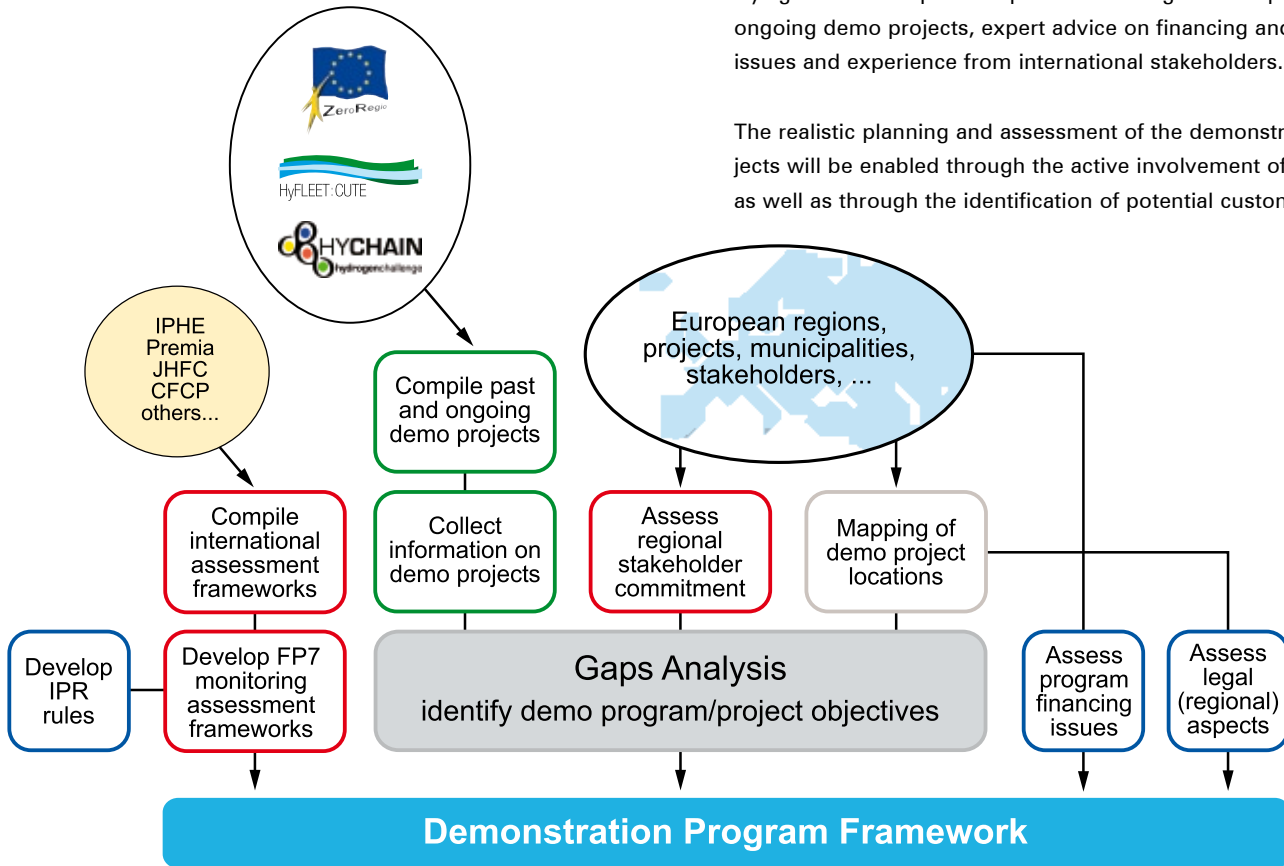 ongoing demo projects, expert advice on financing and
issues and experience from international stakeholders.
The realistic planning and assessment of the
jects will be enabled through the active involvement of
as well as through the identification of potential
ZeroRegio
HyFLEET:CUTE
HYCHAIN
hydrogenchallenge
IPHE
Premia
JHFC
CFCP
others...
Compile past
and ongoing
demo projects
European regions,
projects, municipalities,
stakeholders, ...
Compile
international
assessment
frameworks
Collect
information on
demo projects
Assess
regional
stakeholder
commitment
Mapping of
demo project
locations
Develop
IPR
rules
Develop FP7
monitoring
assessment
frameworks
Gaps Analysis
identify demo program/project objectives
Assess
program
financing
issues
Assess
legal
(regional)
aspects
Demonstration Program Framework